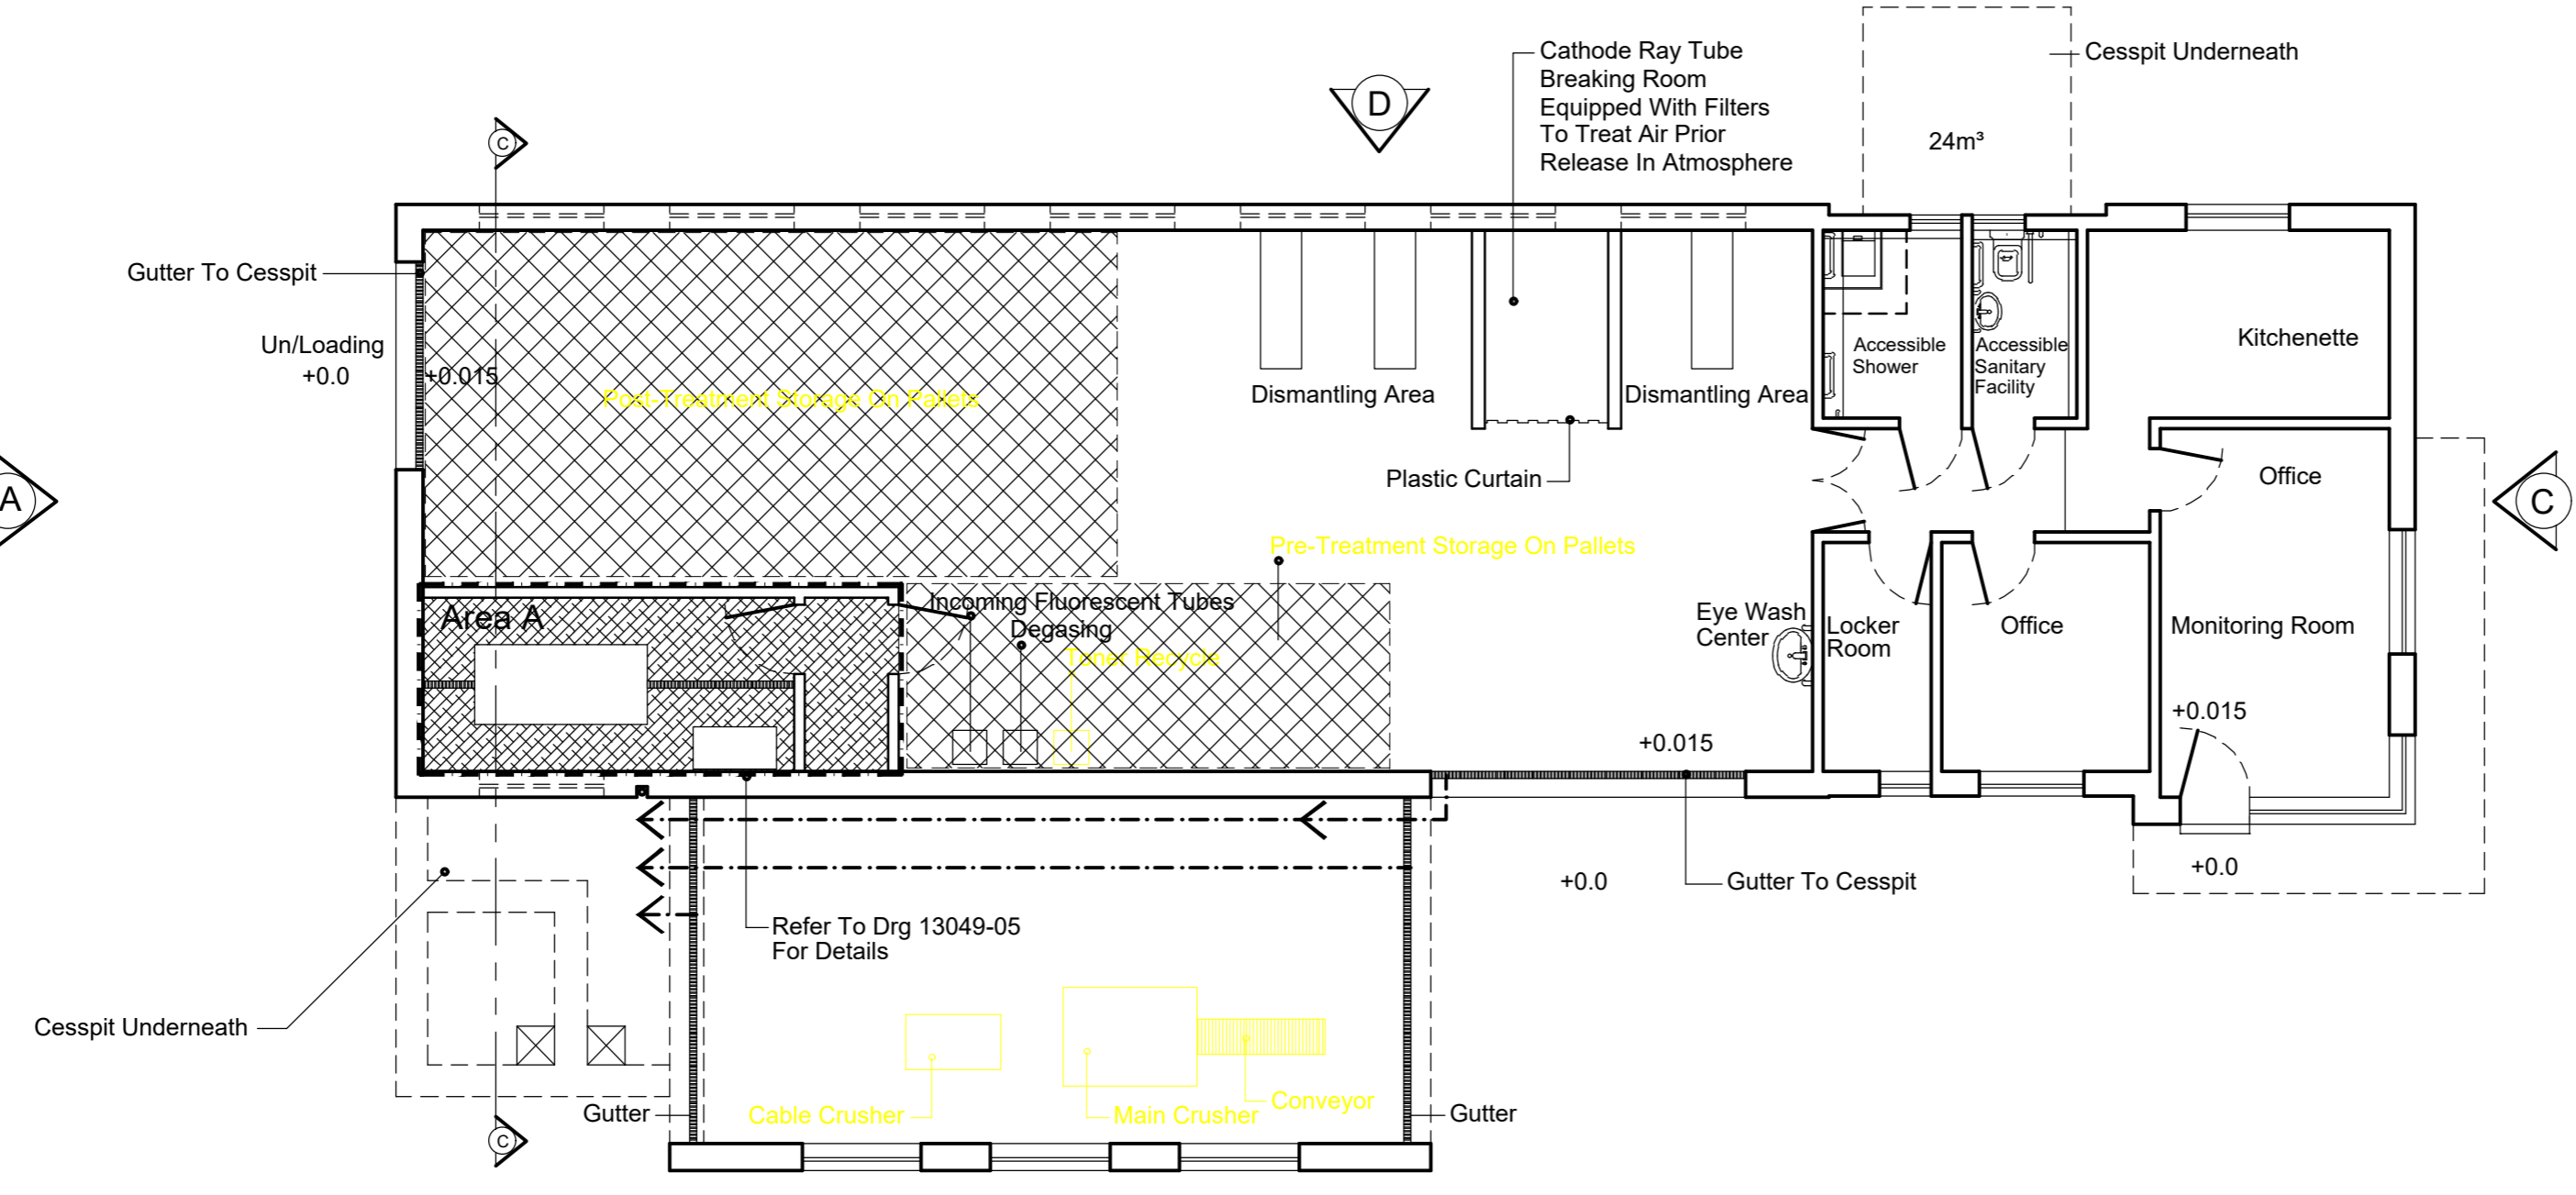 Cathode Ray Tube
Breaking Room
Equipped With Filters
To Treat Air Prior
Release In Atmosphere
Cesspit Underneath
D
24m³
C
Gutter To Cesspit
Un/Loading
+0.0
+0.015
Post-Treatment Storage On Pallets
Dismantling Area
Dismantling Area
Accessible
Shower
Accessible
Sanitary
Facility
Kitchenette
Plastic Curtain
Office
A
C
Pre-Treatment Storage On Pallets
Area A
Incoming Fluorescent Tubes
Degasing
Toner Recycle
Eye Wash
Center
Locker
Room
Office
Monitoring Room
+0.015
+0.015
+0.0
Gutter To Cesspit
+0.0
Refer To Drg 13049-05
For Details
Cesspit Underneath
Gutter
Cable Crusher
Main Crusher
Conveyor
Gutter
C